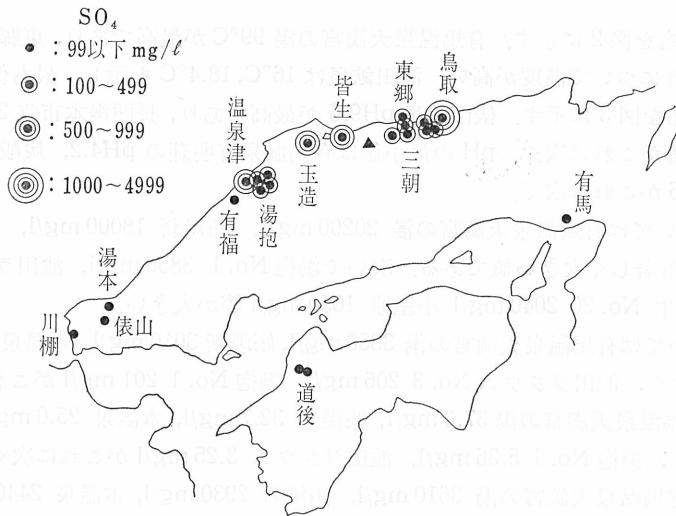 SO₄
：99以下 mg/ℓ
：100～499
：500～999
：1000～4999
鳥取
東郷
三朝
皆生
玉造
温泉津
湯抱
有福
有馬
湯本
俵山
川棚
道後